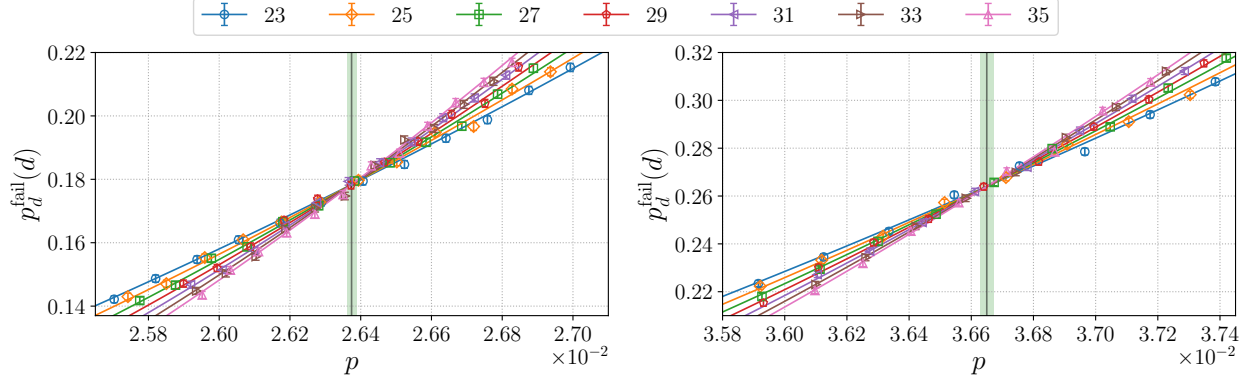 23 25 27 29 31 33 35
0.22
0.20
0.18
0.16
0.14
p_d^fail(d)
2.58 2.60 2.62 2.64 2.66 2.68 2.70
p
×10⁻²
0.32
0.30
0.28
0.26
0.24
0.22
p_d^fail(d)
3.58 3.60 3.62 3.64 3.66 3.68 3.70 3.72 3.74
p
×10⁻²